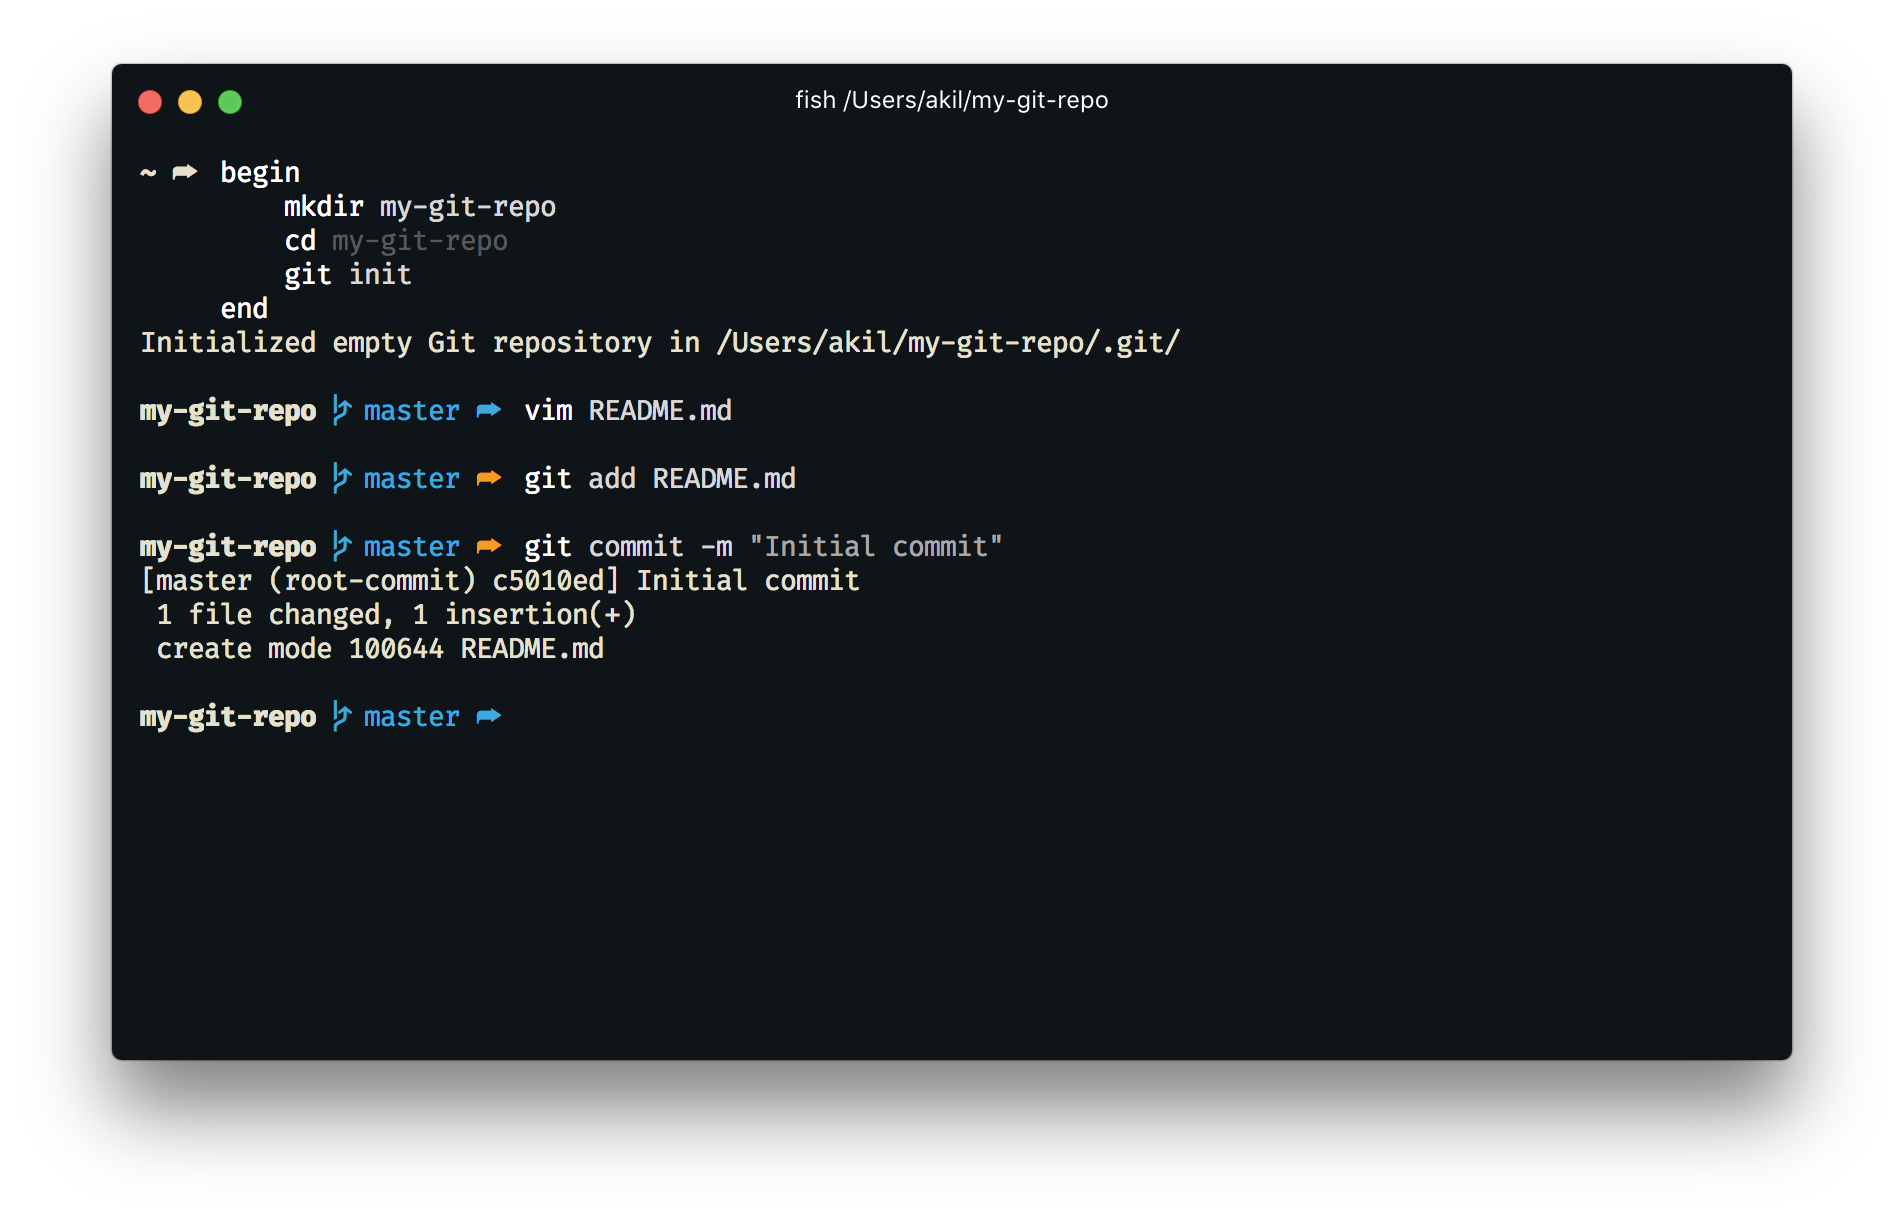 fish /Users/akil/my-git-repo
~ ➦ begin
mkdir my-git-repo
cd my-git-repo
git init
end
Initialized empty Git repository in /Users/akil/my-git-repo/.git/
my-git-repo master ➦ vim README.md
my-git-repo master ➦ git add README.md
my-git-repo master ➦ git commit -m "Initial commit"
[master (root-commit) c5010ed] Initial commit
1 file changed, 1 insertion(+)
create mode 100644 README.md
my-git-repo master ➦